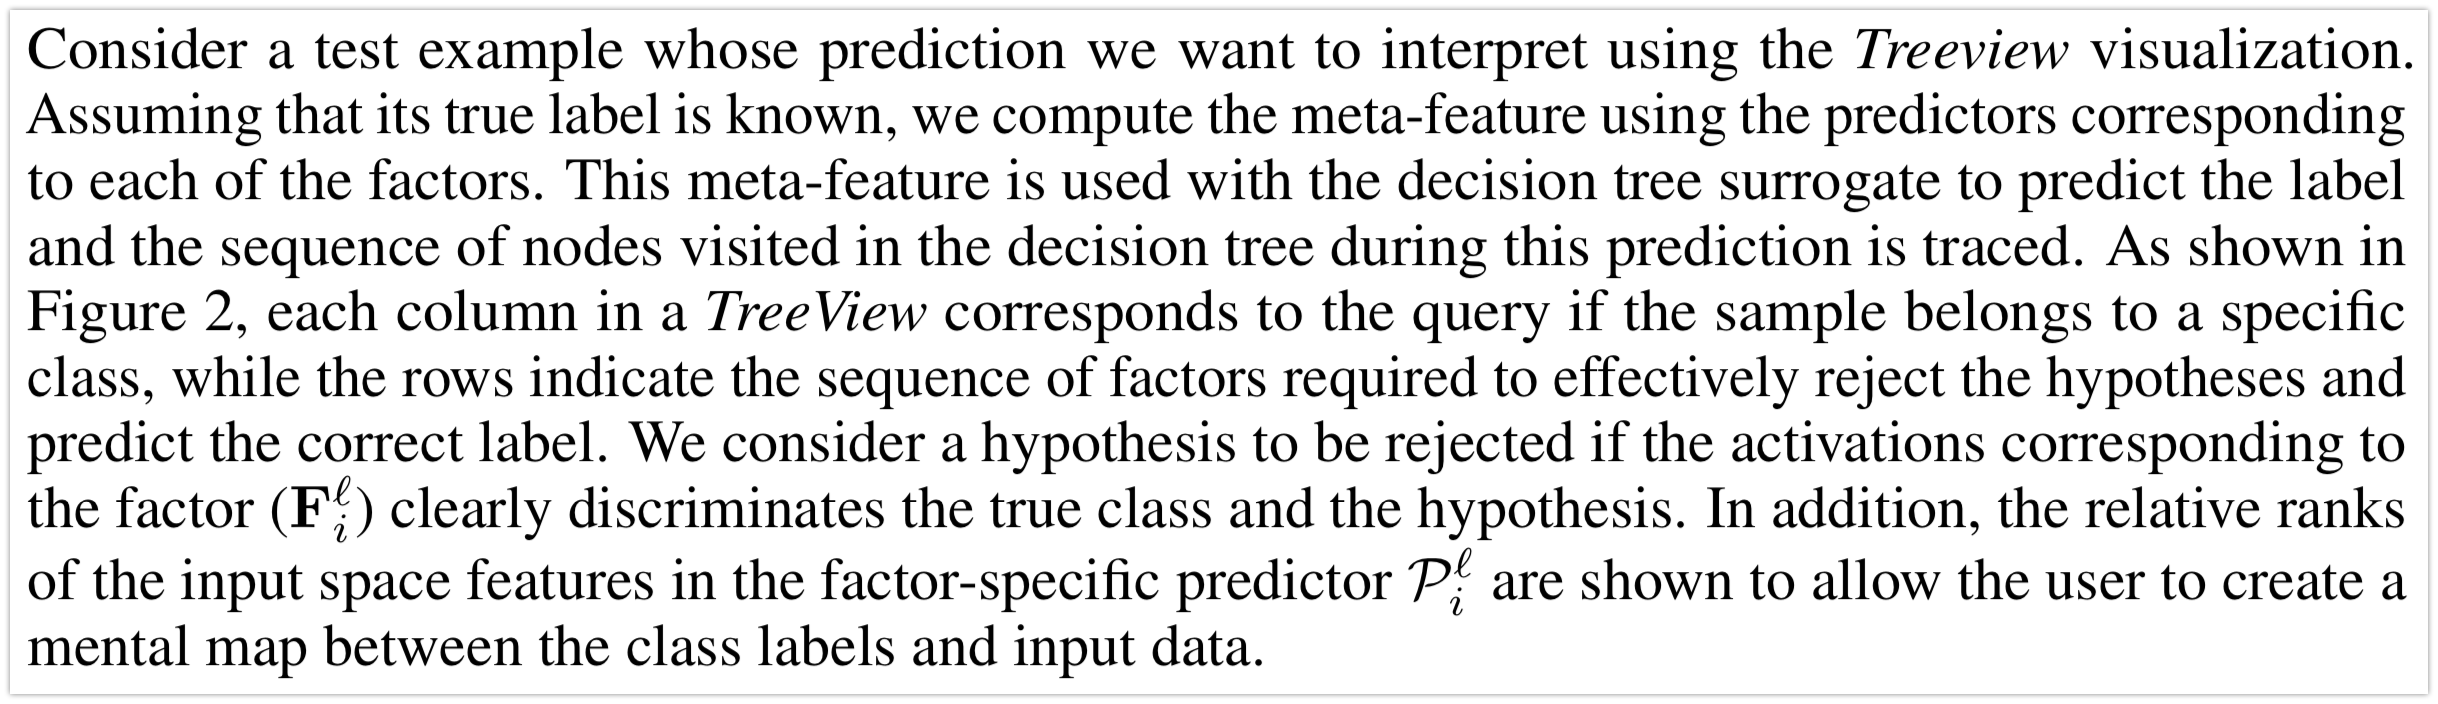 Consider a test example whose prediction we want to interpret using the Treeview visualization.
Assuming that its true label is known, we compute the meta-feature using the predictors corresponding
to each of the factors. This meta-feature is used with the decision tree surrogate to predict the label
and the sequence of nodes visited in the decision tree during this prediction is traced. As shown in
Figure 2, each column in a TreeView corresponds to the query if the sample belongs to a specific
class, while the rows indicate the sequence of factors required to effectively reject the hypotheses and
predict the correct label. We consider a hypothesis to be rejected if the activations corresponding to
the factor (𝐅ᵢ^ℓ) clearly discriminates the true class and the hypothesis. In addition, the relative ranks
of the input space features in the factor-specific predictor 𝒫ᵢ^ℓ are shown to allow the user to create a
mental map between the class labels and input data.